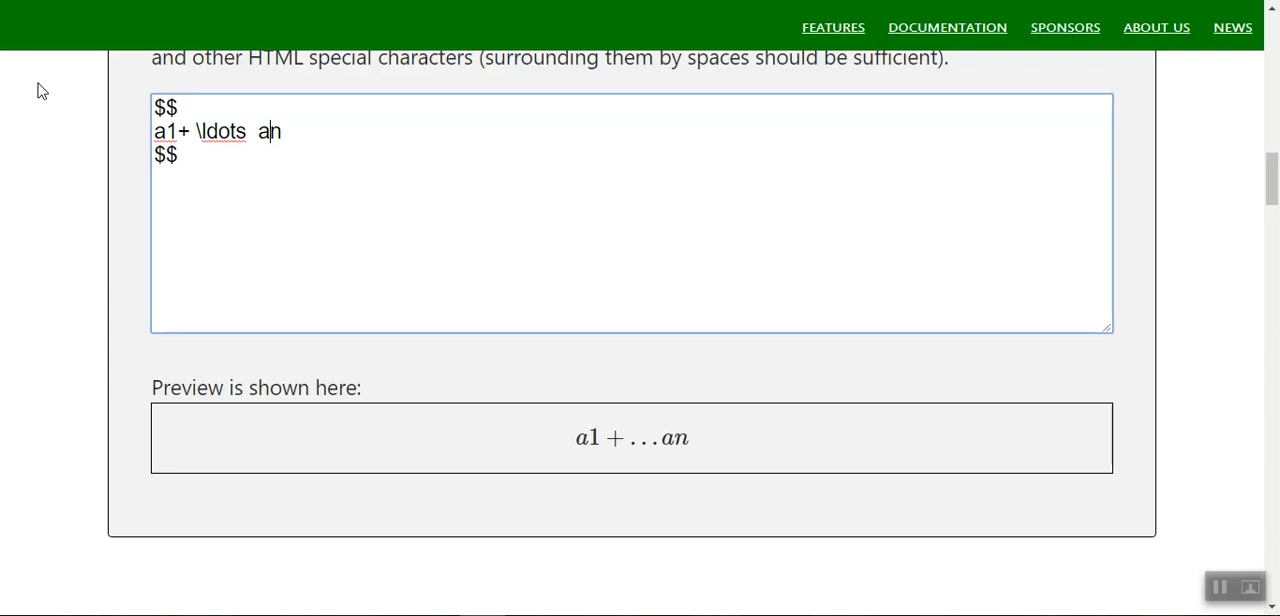 FEATURES DOCUMENTATION SPONSORS ABOUT US NEWS
and other HTML special characters (surrounding them by spaces should be sufficient).
$$
a1+ \ldots  an
$$
Preview is shown here:
a1 + …an